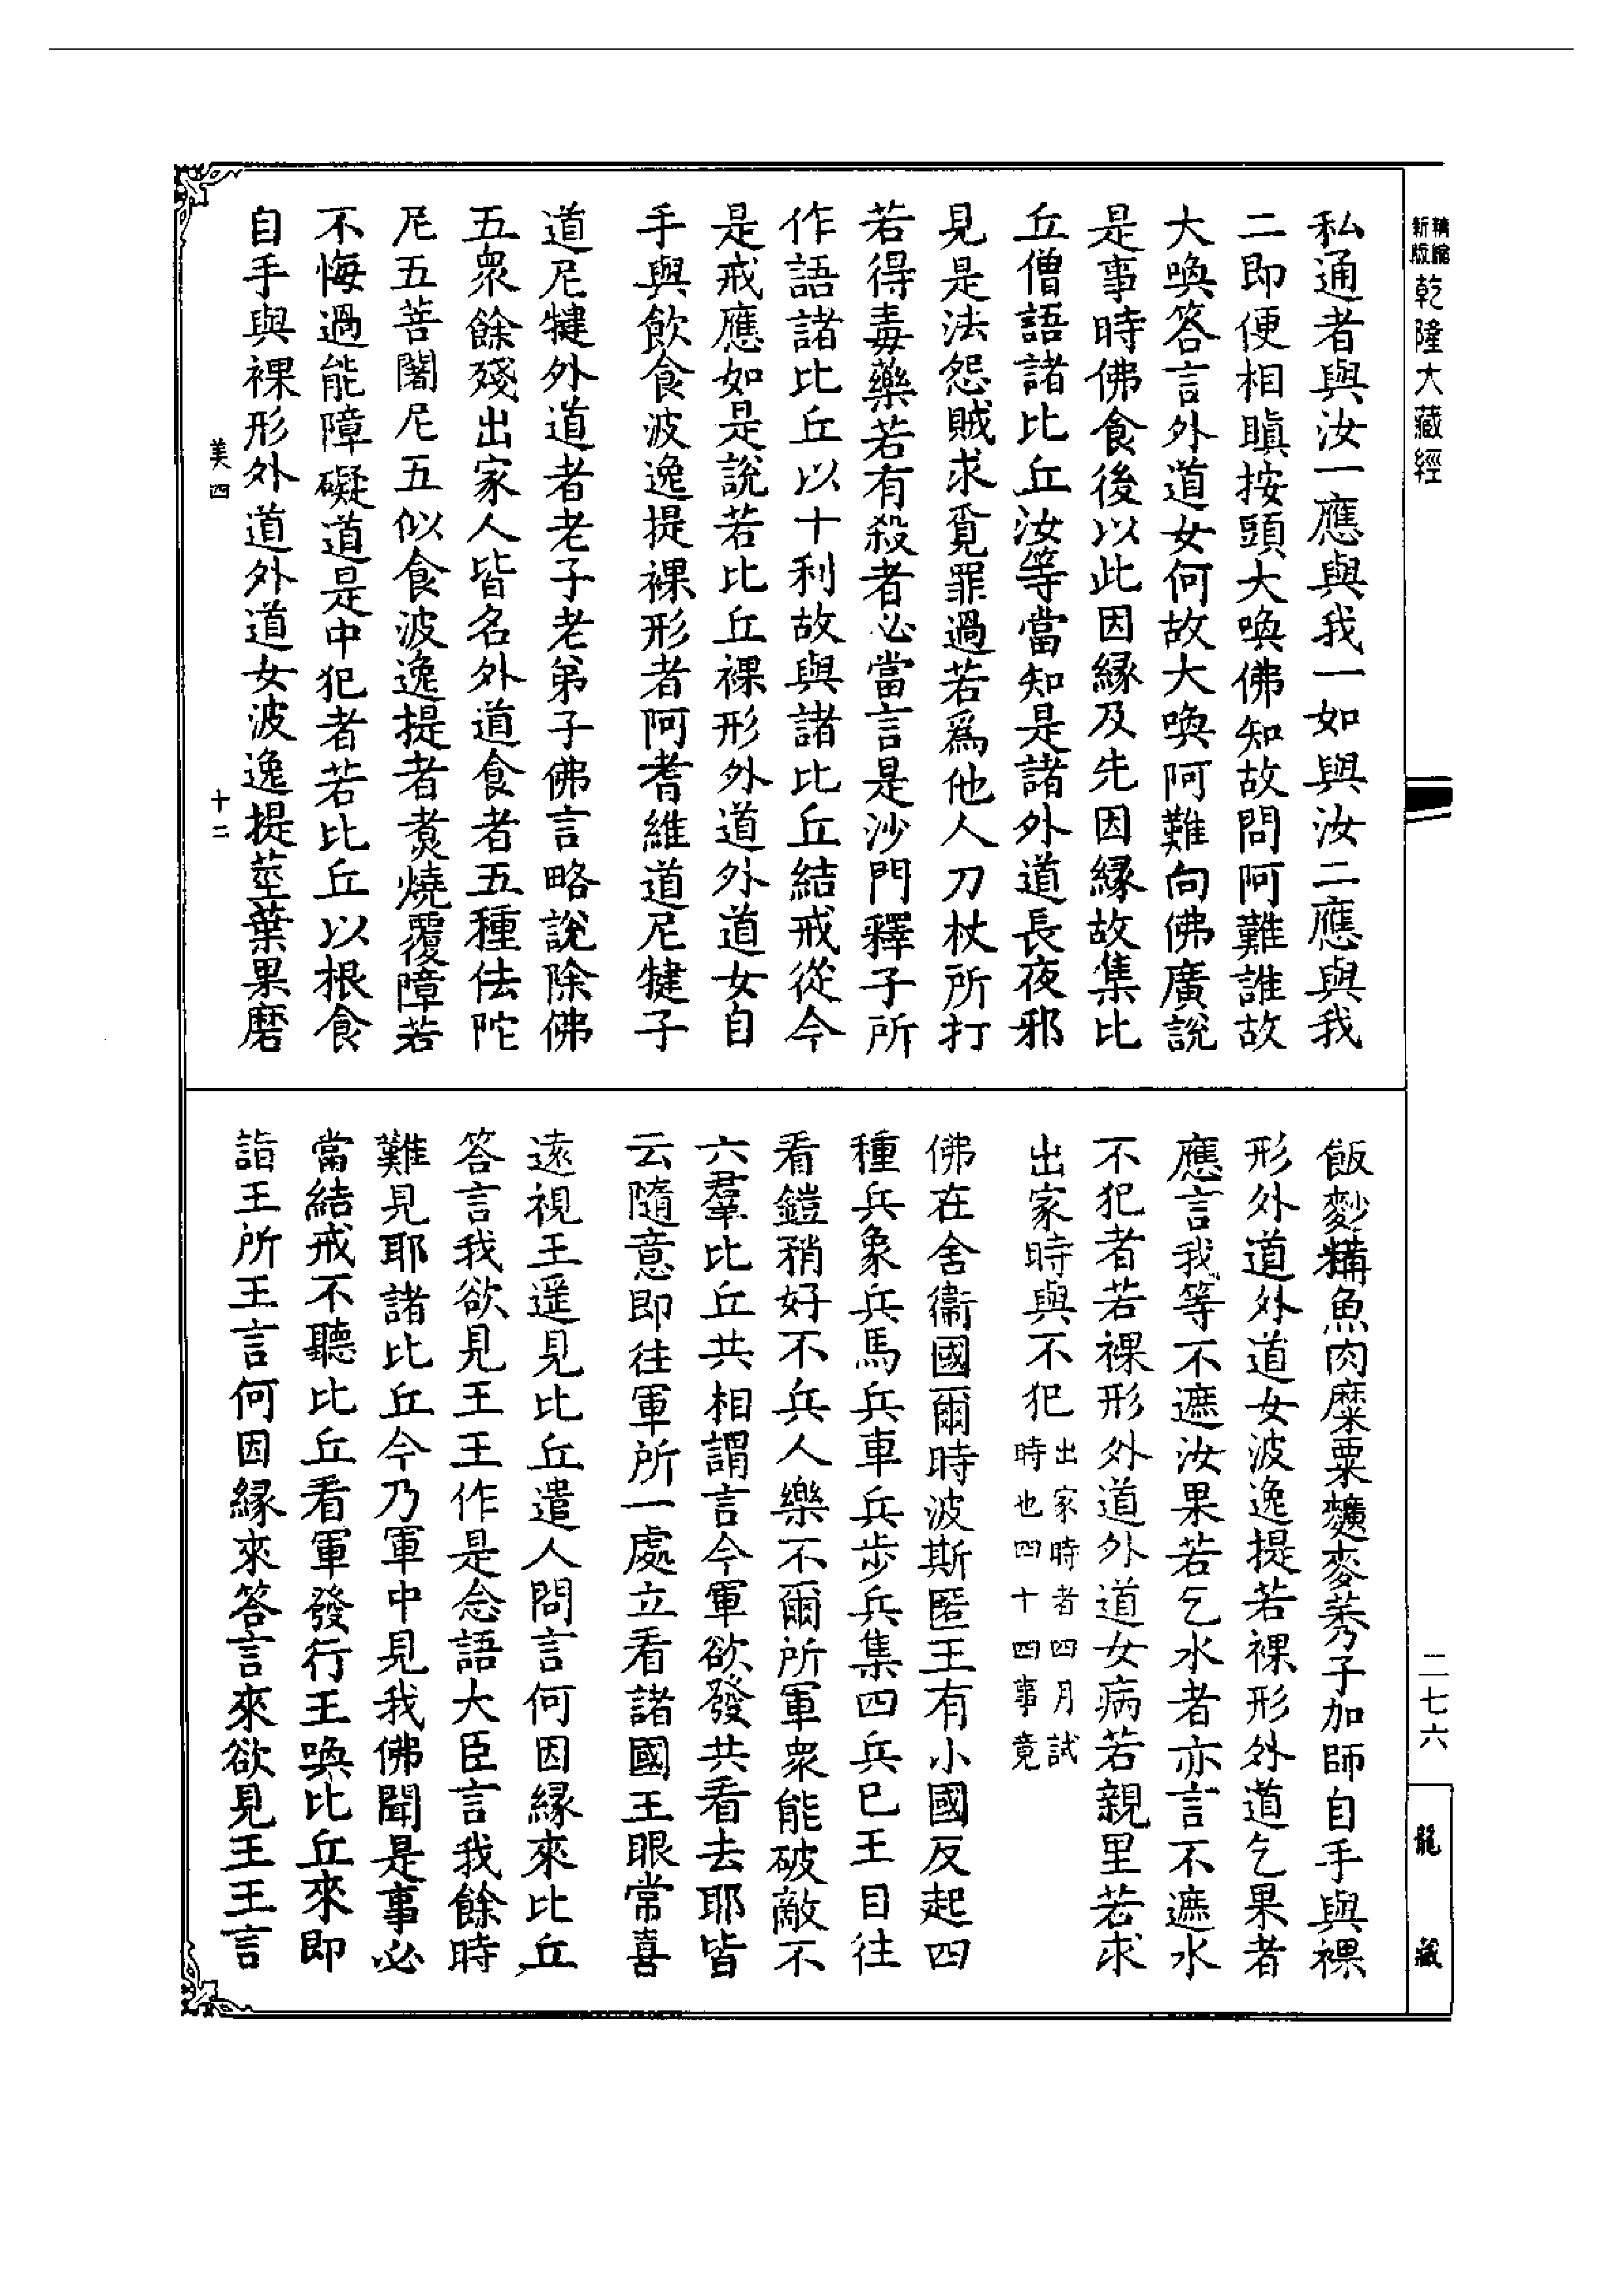 精縮新版
乾隆大藏經
私通者與汝一應與我一如與汝二應與我
二即便相瞋按頭大喚佛知故問阿難誰故
大喚答言外道女何故大喚阿難向佛廣說
是事時佛食後以此因緣及先因緣故集比
丘僧語諸比丘汝等當知是諸外道長夜邪
見是法怨賊求覓罪過若爲他人刀杖所打
若得毒藥若有殺者必當言是沙門釋子所
作語諸比丘以十利故與諸比丘結戒從今
是戒應如是說若比丘裸形外道外道女自
手與飲食波逸提裸形者阿耆維道尼犍子
道尼犍外道者老子老弟子佛言略說除佛
五衆餘殘出家人皆名外道食者五種佉陀
尼五菩闍尼五似食波逸提者煑燒覆障若
不悔過能障礙道是中犯者若比丘以根食
自手與裸形外道外道女波逸提莖葉果磨
美四
十二
飯麨糒魚肉糜粟䵃麥莠子加師自手與裸
形外道外道女波逸提若裸形外道乞果者
應言我等不遮汝果若乞水者亦言不遮水
不犯者若裸形外道外道女病若親里若求
出家時與不犯出家時者四月試時也四十四事竟
佛在舍衞國爾時波斯匿王有小國反起四
種兵象兵馬兵車兵步兵集四兵已王目往
看鎧矟好不兵人樂不爾所軍衆能破敵不
六羣比丘共相謂言今軍欲發共看去耶皆
云隨意即往軍所一處立看諸國王眼常喜
遠視王遥見比丘遣人問言何因緣來比丘
答言我欲見王王作是念語大臣言我餘時
難見耶諸比丘今乃軍中見我佛聞是事必
當結戒不聽比丘看軍發行王喚比丘來即
詣王所王言何因緣來答言來欲見王王言
二七六
龍藏